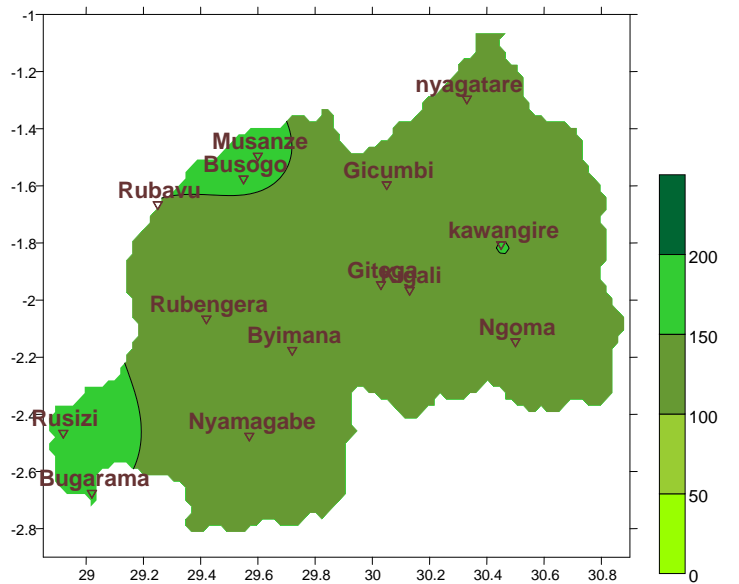 -1
-1.2
nyagatare
-1.4
Musanze
Busogo
Gicumbi
-1.6
Rubavu
-1.8
kawangire
200
Gitega
Kigali
-2
Rubengera
Byimana
Ngoma
150
-2.2
-2.4
Rusizi
Nyamagabe
100
-2.6
Bugarama
50
-2.8
0
29 29.2 29.4 29.6 29.8 30 30.2 30.4 30.6 30.8